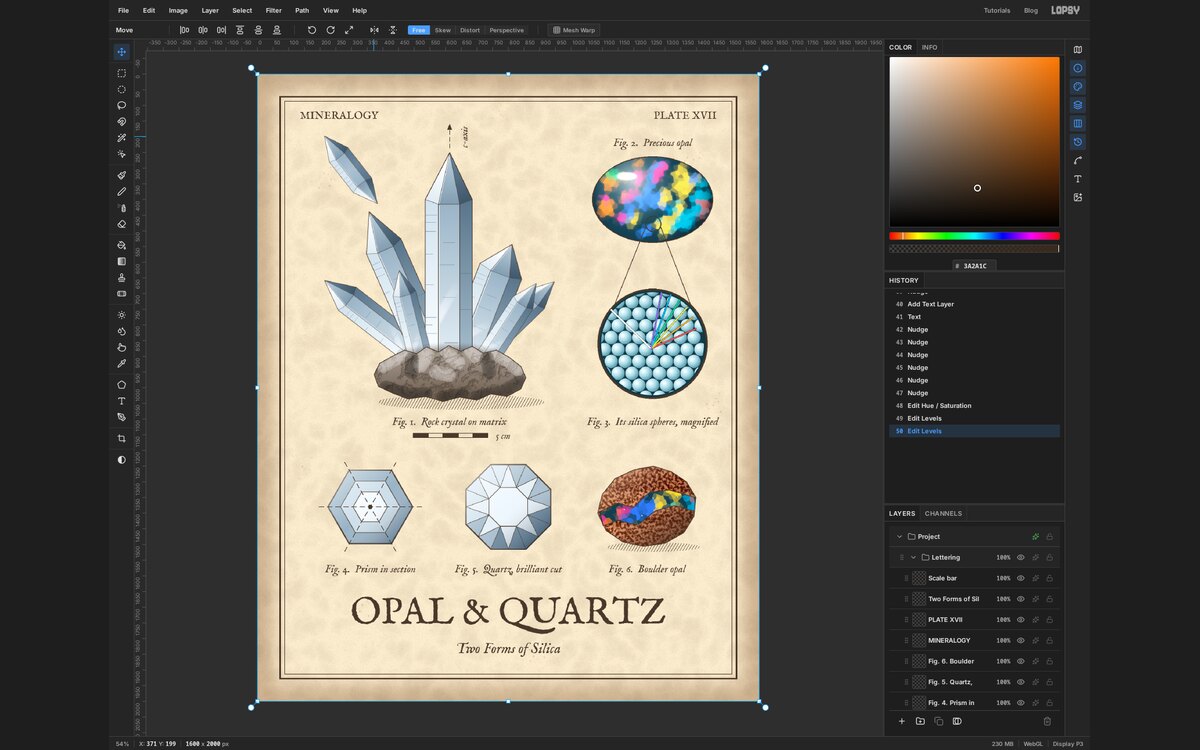 File Edit Image Layer Select Filter Path View Help Tutorials Blog LOPSY
Move Free Skew Distort Perspective Mesh Warp
MINERALOGY PLATE XVII
Fig. 2. Precious opal
Fig. 1. Rock crystal on matrix
5 cm
Fig. 3. Its silica spheres, magnified
Fig. 4. Prism in section
Fig. 5. Quartz, brilliant cut
Fig. 6. Boulder opal
OPAL & QUARTZ
Two Forms of Silica
COLOR INFO
# 3A2A1C
HISTORY
40 Add Text Layer
41 Text
42 Nudge
43 Nudge
44 Nudge
45 Nudge
46 Nudge
47 Nudge
48 Edit Hue / Saturation
49 Edit Levels
50 Edit Levels
LAYERS CHANNELS
Project
Lettering 100%
Scale bar 100%
Two Forms of Sil 100%
PLATE XVII 100%
MINERALOGY 100%
Fig. 6. Boulder 100%
Fig. 5. Quartz, 100%
Fig. 4. Prism in 100%
54% X: 371 Y: 199 1600 x 2000 px 230 MB WebGL Display P3